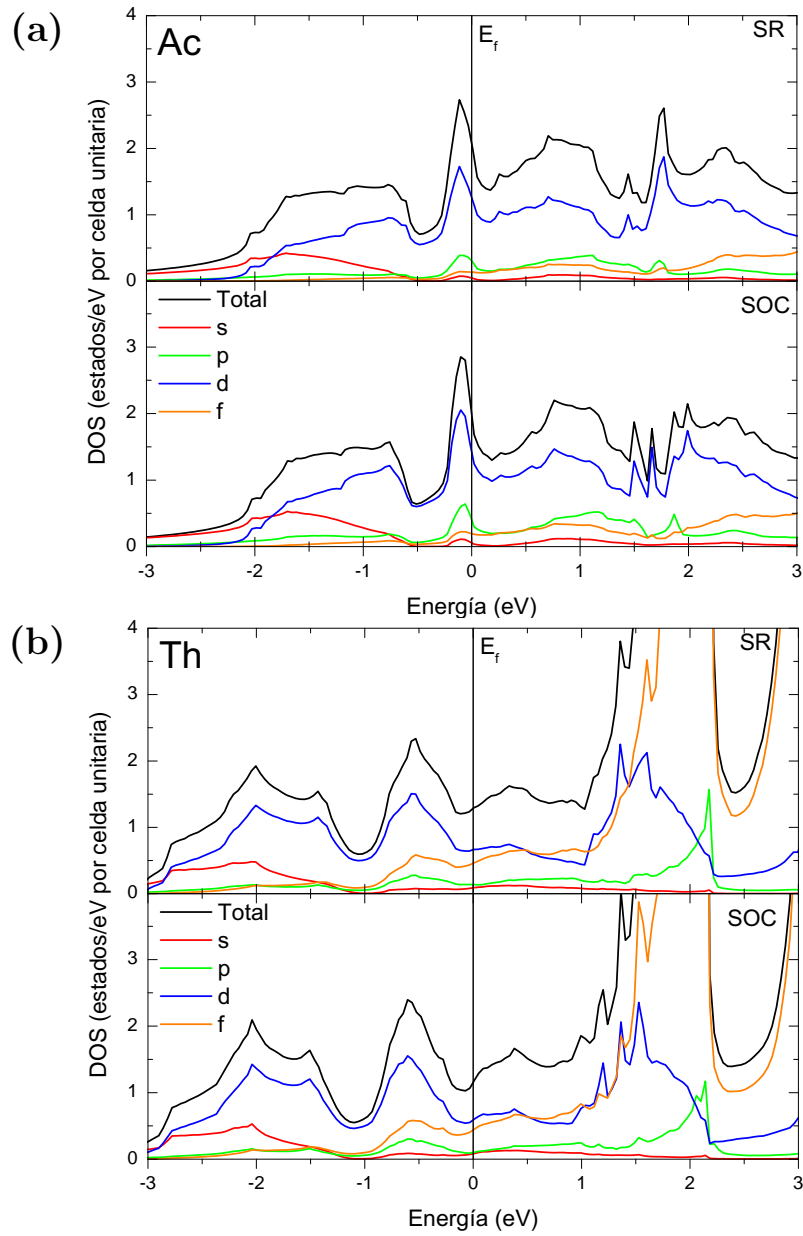 (a)
Ac
E_f
SR
4
3
2
1
0
SOC
Total
s
p
d
f
3
2
1
0
-3 -2 -1 0 1 2 3
DOS (estados/eV por celda unitaria)
Energía (eV)
(b)
Th
E_f
SR
4
3
2
1
0
SOC
Total
s
p
d
f
4
3
2
1
0
-3 -2 -1 0 1 2 3
DOS (estados/eV por celda unitaria)
Energía (eV)